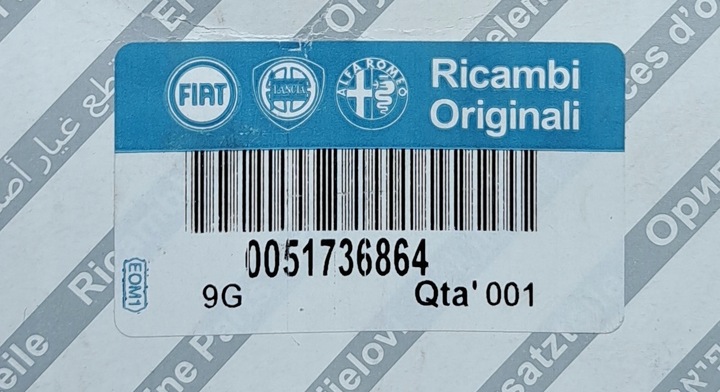 FIAT
LANCIA
ALFA ROMEO
Ricambi
Originali
0051736864
9G
Qta' 001
EOM1